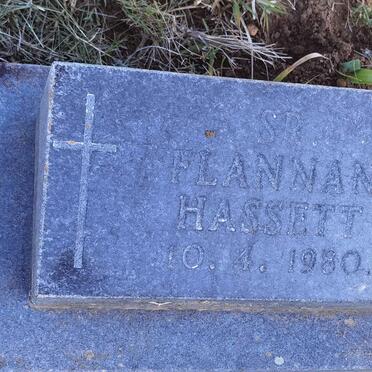 SR
FLANNAN
HASSETT
10. 4. 1980.